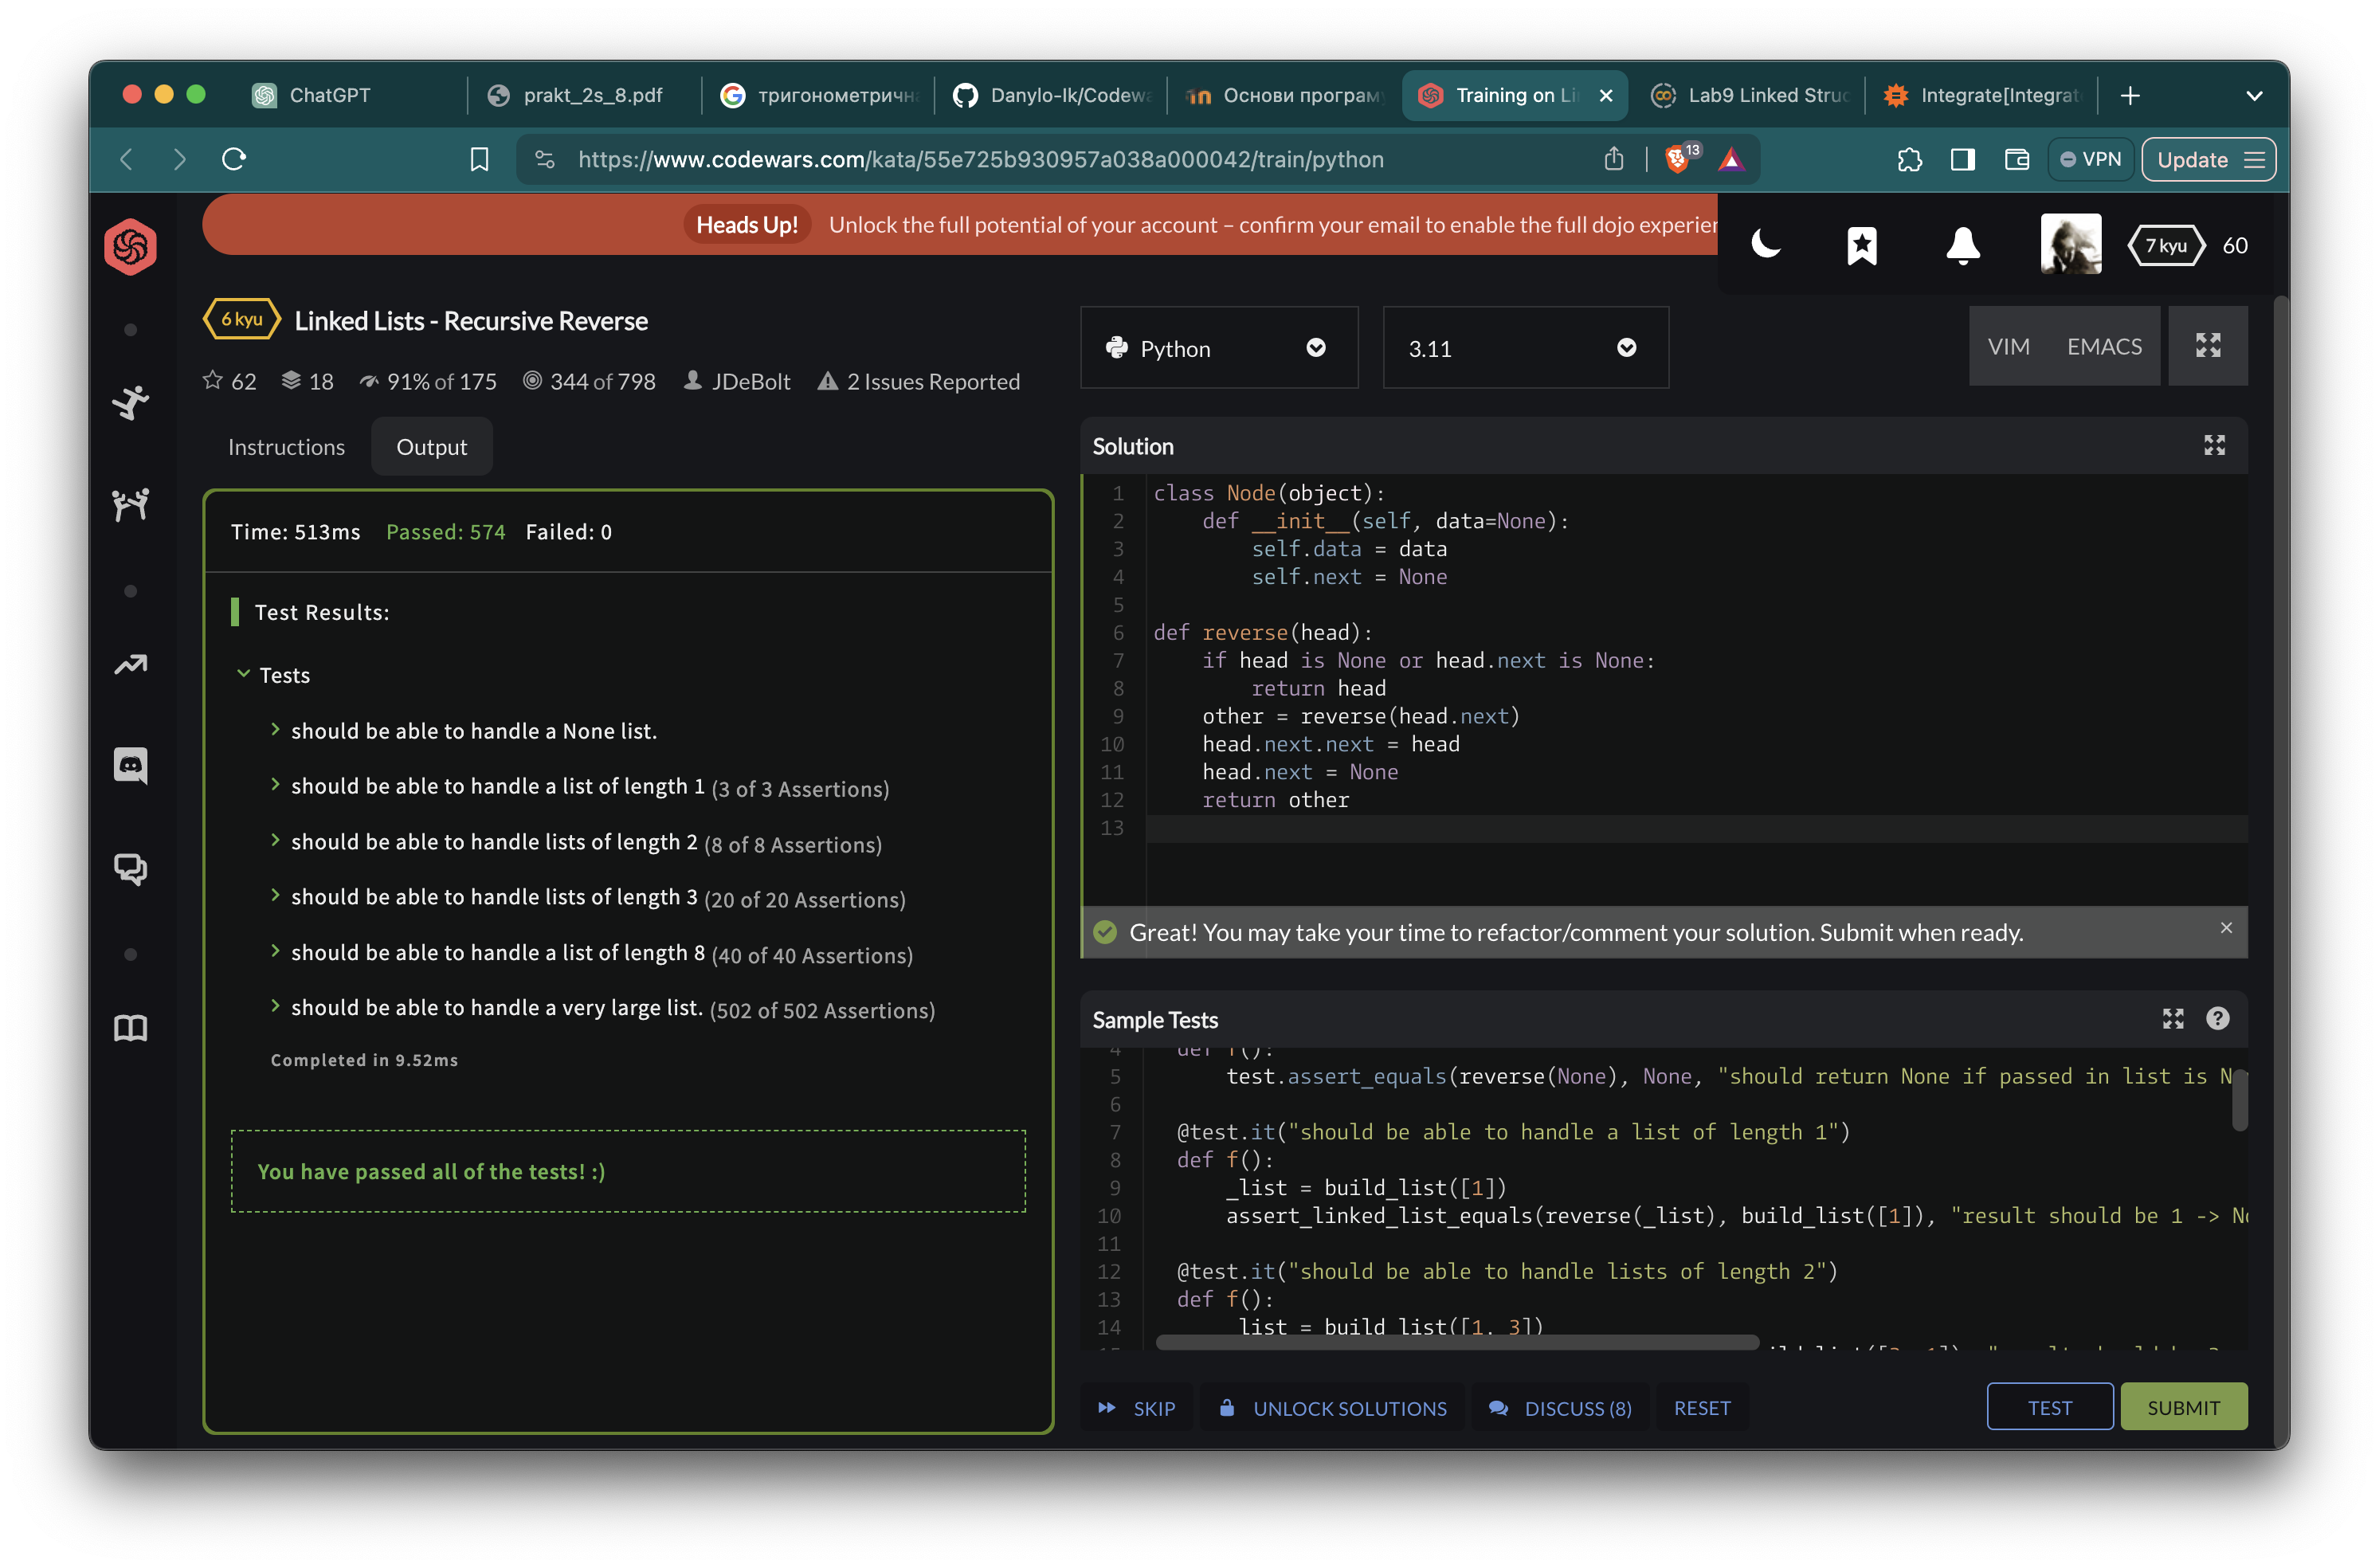 ChatGPT
prakt_2s_8.pdf
тригонометричн
Danylo-Ik/Codewa
Основи програм
Training on Li
Lab9 Linked Struc
Integrate[Integrat
https://www.codewars.com/kata/55e725b930957a038a000042/train/python
13
VPN
Update
Heads Up! Unlock the full potential of your account – confirm your email to enable the full dojo experien
7 kyu 60
6 kyu Linked Lists - Recursive Reverse
62 18 91% of 175 344 of 798 JDeBolt 2 Issues Reported
Instructions Output
Time: 513ms Passed: 574 Failed: 0
Test Results:
Tests
should be able to handle a None list.
should be able to handle a list of length 1 (3 of 3 Assertions)
should be able to handle lists of length 2 (8 of 8 Assertions)
should be able to handle lists of length 3 (20 of 20 Assertions)
should be able to handle a list of length 8 (40 of 40 Assertions)
should be able to handle a very large list. (502 of 502 Assertions)
Completed in 9.52ms
You have passed all of the tests! :)
Python 3.11 VIM EMACS
Solution
1 class Node(object):
2 def __init__(self, data=None):
3 self.data = data
4 self.next = None
5
6 def reverse(head):
7 if head is None or head.next is None:
8 return head
9 other = reverse(head.next)
10 head.next.next = head
11 head.next = None
12 return other
13
Great! You may take your time to refactor/comment your solution. Submit when ready.
Sample Tests
4 def f():
5 test.assert_equals(reverse(None), None, "should return None if passed in list is No
6
7 @test.it("should be able to handle a list of length 1")
8 def f():
9 _list = build_list([1])
10 assert_linked_list_equals(reverse(_list), build_list([1]), "result should be 1 -> No
11
12 @test.it("should be able to handle lists of length 2")
13 def f():
14 _list = build_list([1, 3])
SKIP UNLOCK SOLUTIONS DISCUSS (8) RESET TEST SUBMIT